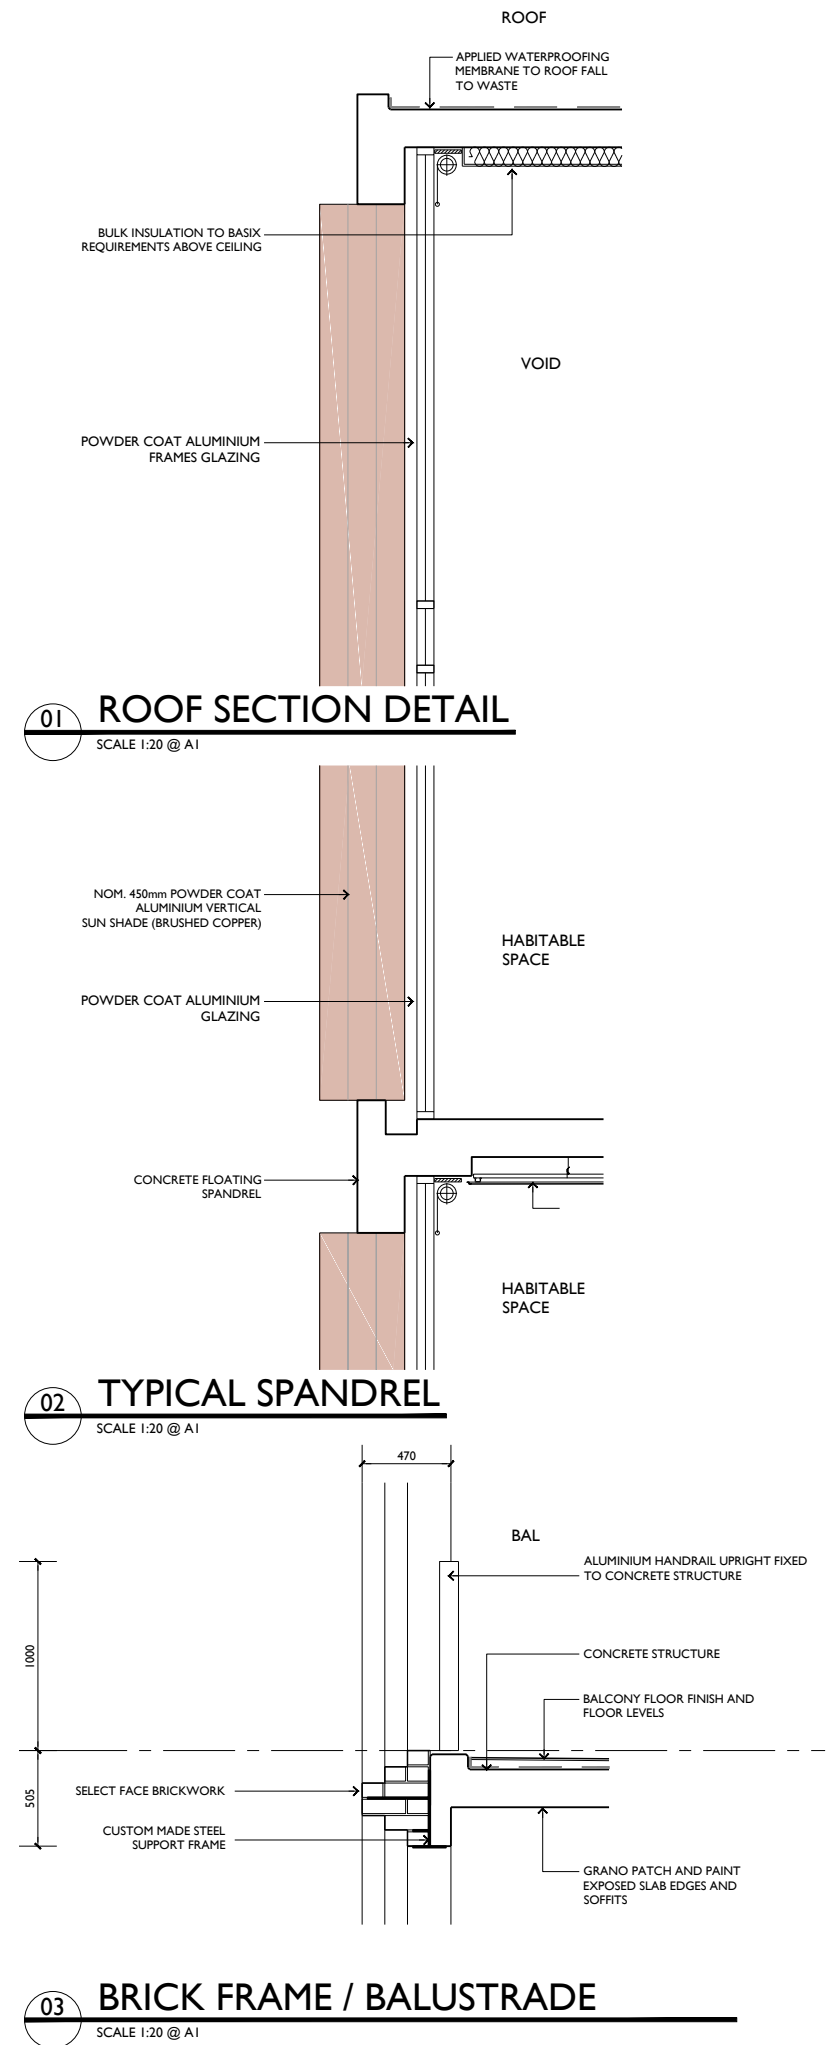 ROOF
APPLIED WATERPROOFING
MEMBRANE TO ROOF FALL
TO WASTE
BULK INSULATION TO BASIX
REQUIREMENTS ABOVE CEILING
VOID
POWDER COAT ALUMINIUM
FRAMES GLAZING
01
ROOF SECTION DETAIL
SCALE 1:20 @ A1
NOM. 450mm POWDER COAT
ALUMINIUM VERTICAL
SUN SHADE (BRUSHED COPPER)
HABITABLE
SPACE
POWDER COAT ALUMINIUM
GLAZING
CONCRETE FLOATING
SPANDREL
HABITABLE
SPACE
02
TYPICAL SPANDREL
SCALE 1:20 @ A1
470
BAL
ALUMINIUM HANDRAIL UPRIGHT FIXED
TO CONCRETE STRUCTURE
1000
CONCRETE STRUCTURE
BALCONY FLOOR FINISH AND
FLOOR LEVELS
505
SELECT FACE BRICKWORK
CUSTOM MADE STEEL
SUPPORT FRAME
GRANO PATCH AND PAINT
EXPOSED SLAB EDGES AND
SOFFITS
03
BRICK FRAME / BALUSTRADE
SCALE 1:20 @ A1